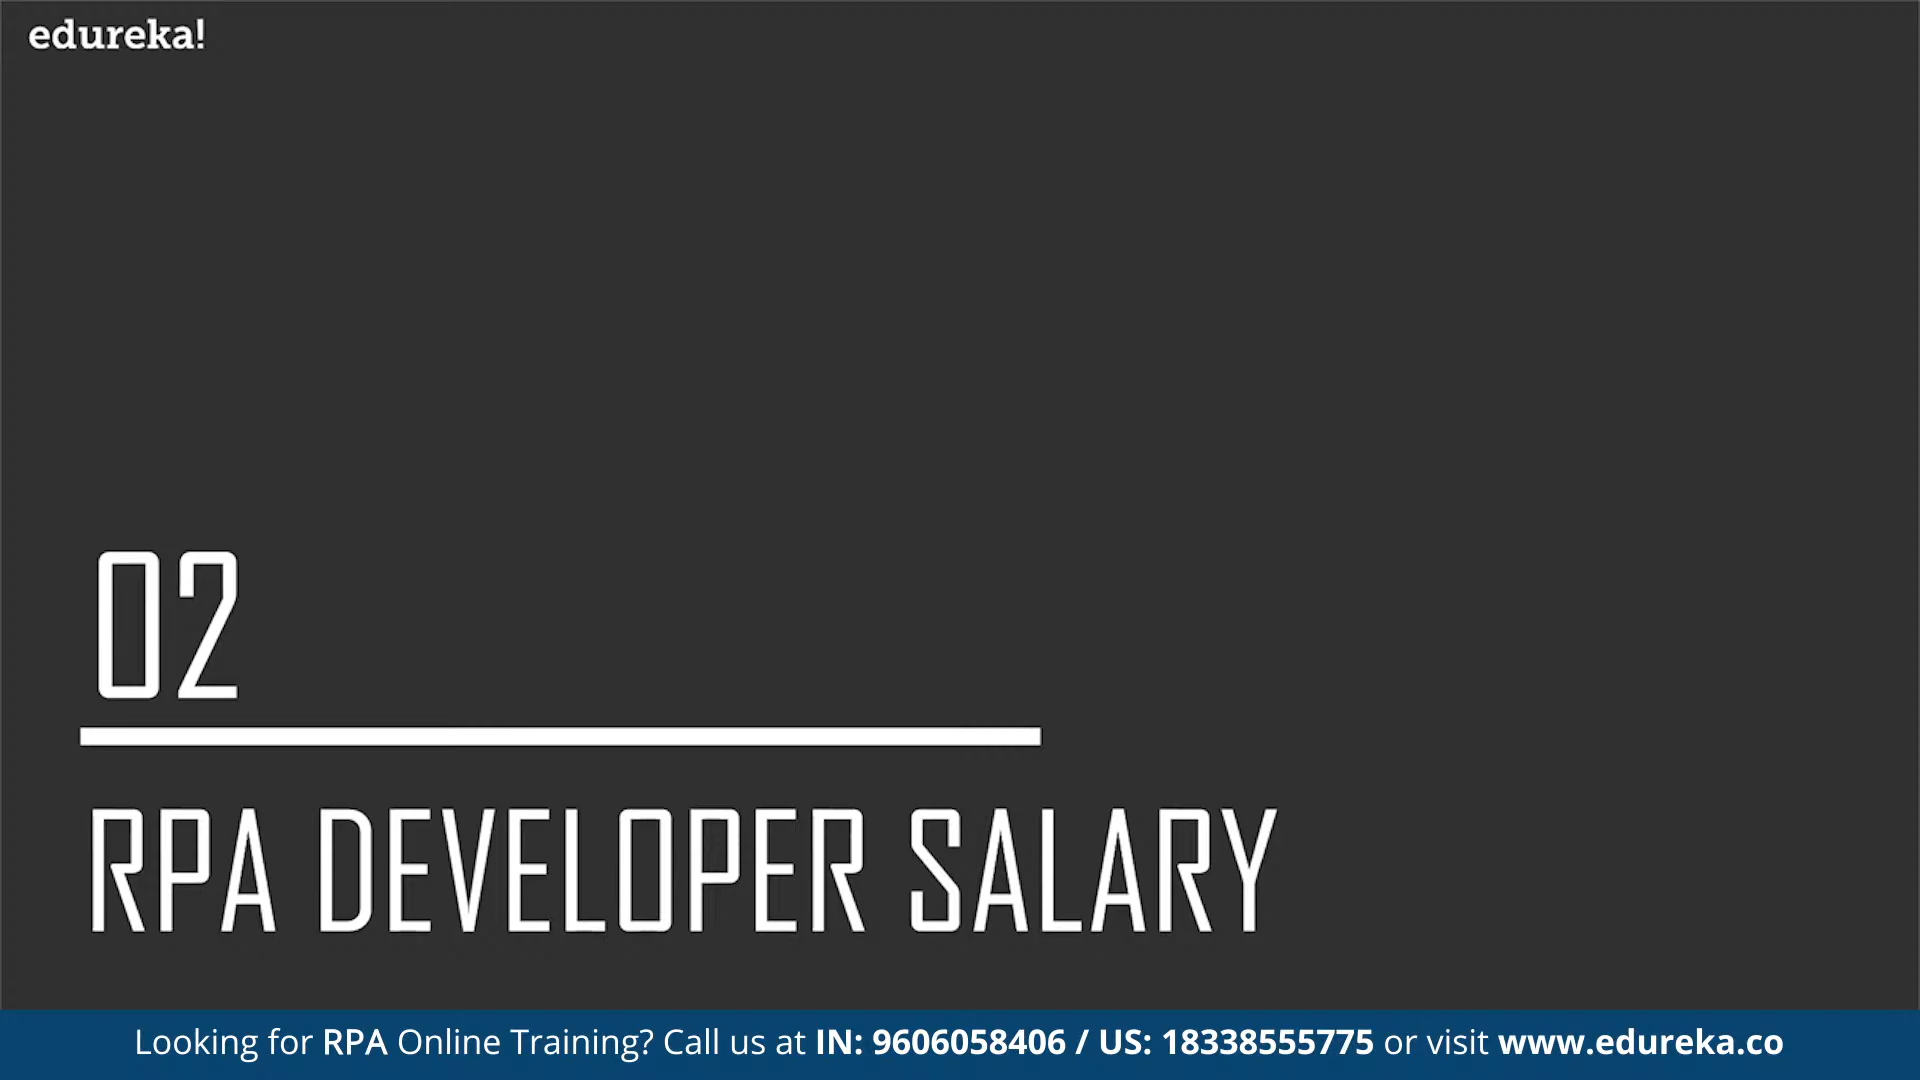 edureka!
02
RPA DEVELOPER SALARY
Looking for RPA Online Training? Call us at IN: 9606058406 / US: 18338555775 or visit www.edureka.co